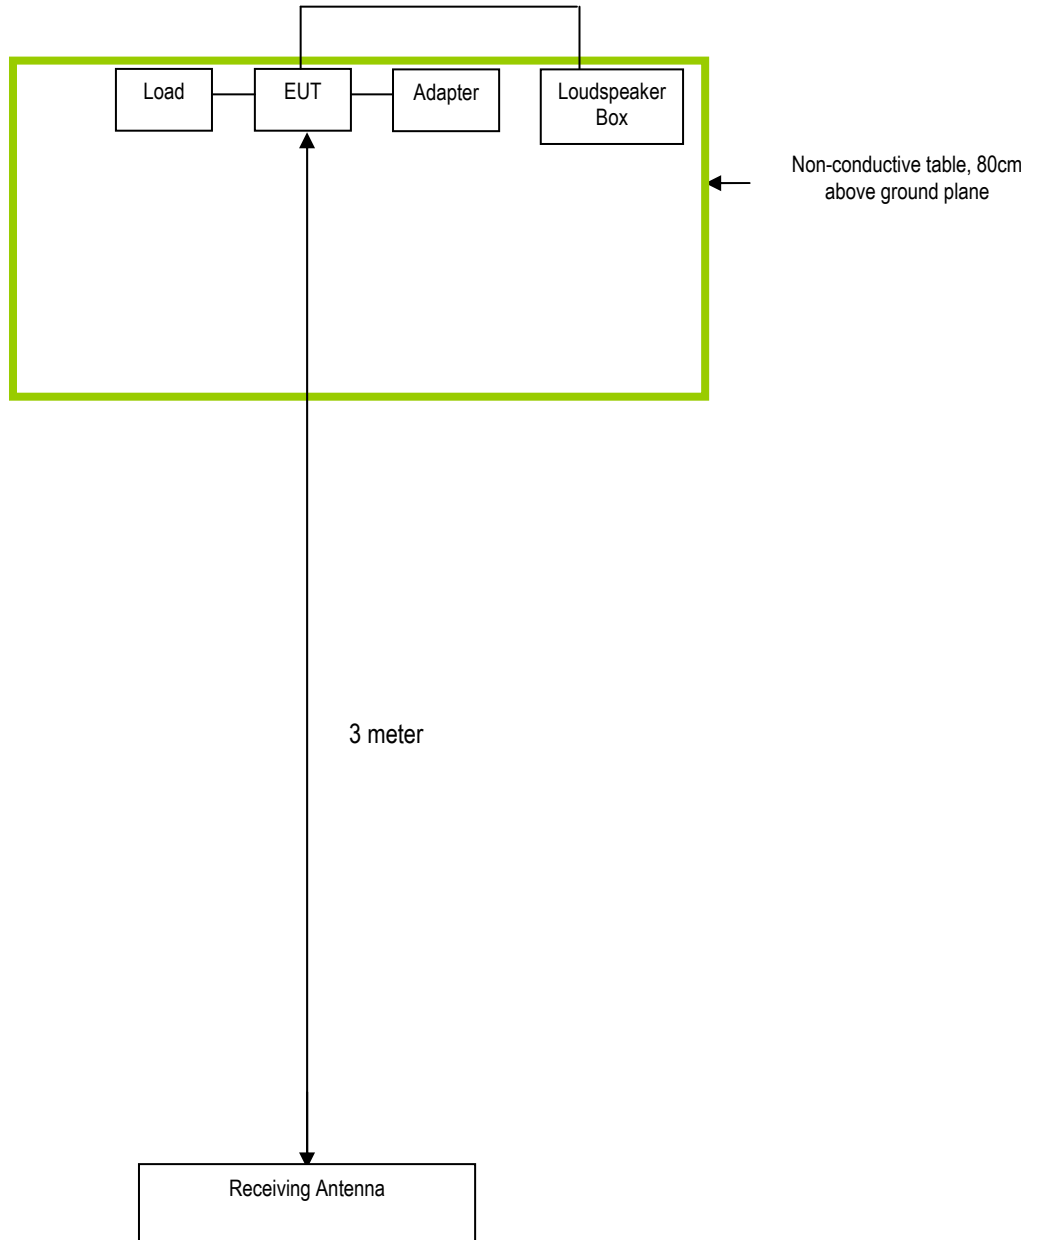 Load
EUT
Adapter
Loudspeaker
Box
Non-conductive table, 80cm
above ground plane
3 meter
Receiving Antenna